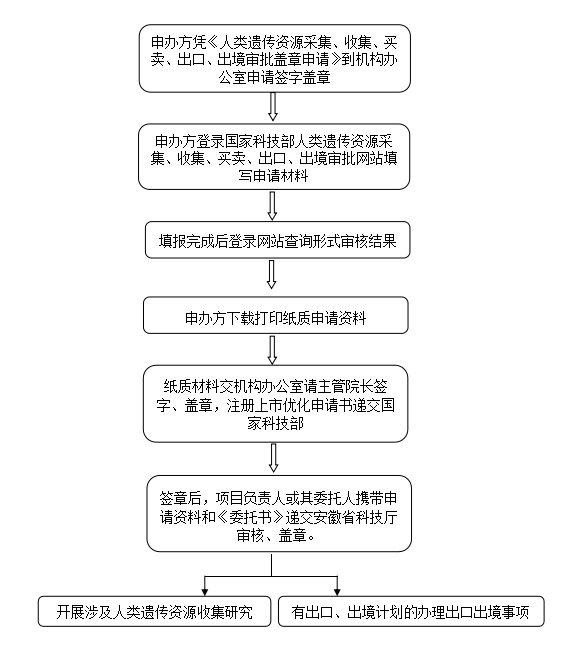 申办方凭《人类遗传资源采集、收集、买
卖、出口、出境审批盖章申请》到机构办
公室申请签字盖章
申办方登录国家科技部人类遗传资源采
集、收集、买卖、出口、出境审批网站填
写申请材料
填报完成后登录网站查询形式审核结果
申办方下载打印纸质申请资料
纸质材料交机构办公室请主管院长签
字、盖章，注册上市优化申请书递交国
家科技部
签章后，项目负责人或其委托人携带申
请资料和《委托书》递交安徽省科技厅
审核、盖章。
开展涉及人类遗传资源收集研究
有出口、出境计划的办理出口出境事项